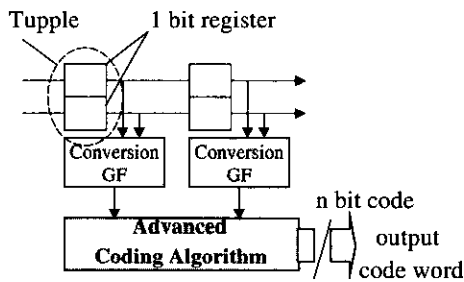 Tupple
1 bit register
Conversion
GF
Conversion
GF
Advanced
Coding Algorithm
n bit code
output
code word